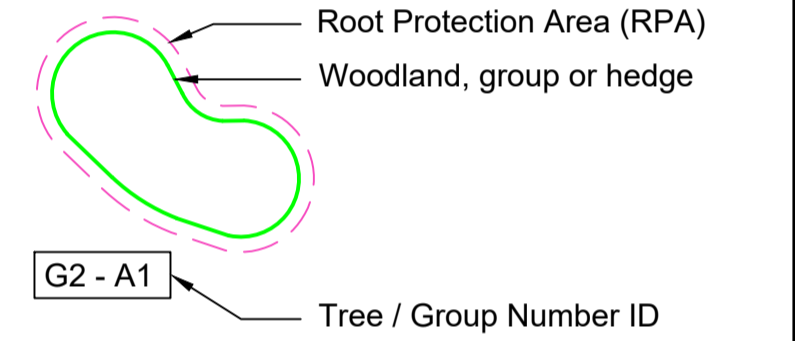 Root Protection Area (RPA)
Woodland, group or hedge
G2 - A1
Tree / Group Number ID